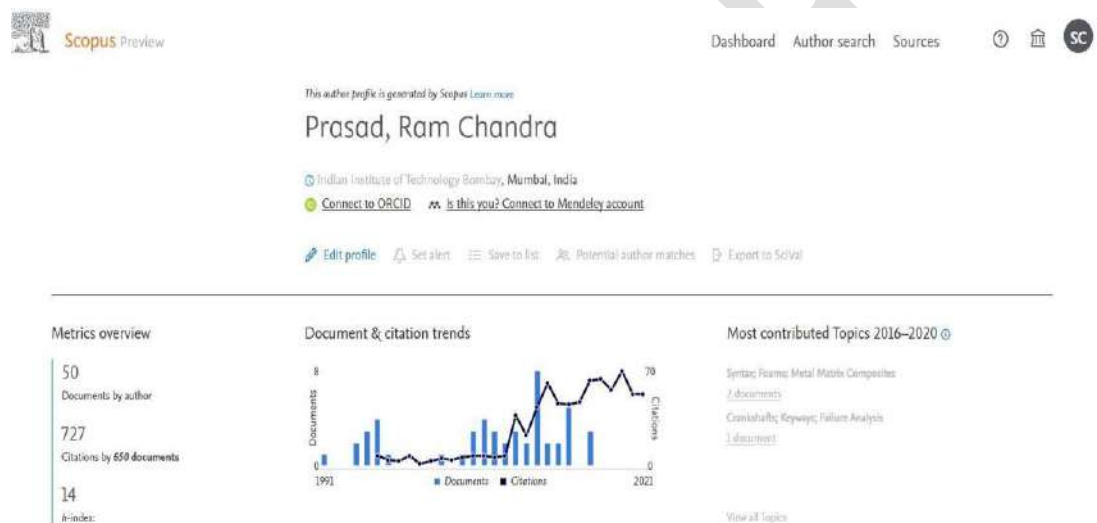 Scopus Preview
Dashboard Author search Sources
SC
This author profile is generated by Scopus Learn more
Prasad, Ram Chandra
Indian Institute of Technology Bombay, Mumbai, India
Connect to ORCID Is this you? Connect to Mendeley account
Edit profile Set alert Save to list Potential author matches Export to SciVal
Metrics overview
50
Documents by author
727
Citations by 650 documents
14
h-index:
Document & citation trends
8
70
Documents
Citations
0
0
1991
2021
Documents Citations
Most contributed Topics 2016–2020
Syntax; Foams; Metal Matrix Composites
2 documents
Crankshafts; Keyways; Failure Analysis
1 document
View all Topics